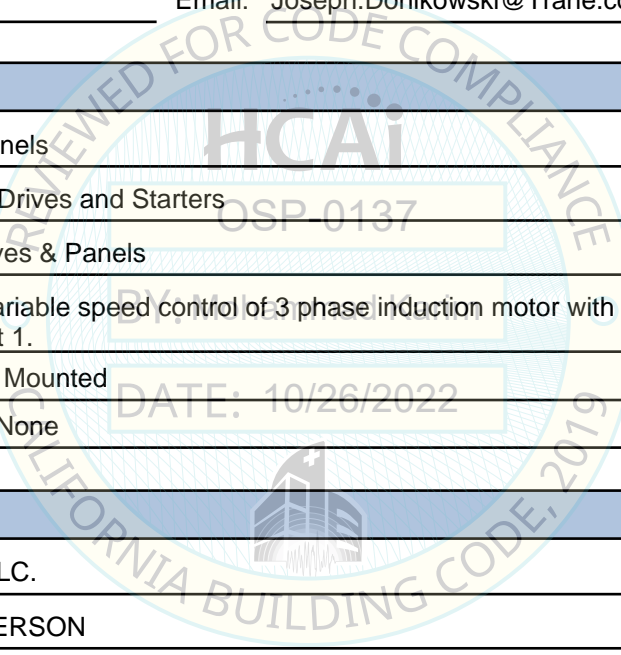 Email: Joseph.Donikowski@Trane.co
REVIEWED FOR CODE COMPLIANCE
HCAi
nels
Drives and Starters
OSP-0137
ves & Panels
ariable speed control of 3 phase induction motor with
BY: Mohammad Karim
t 1.
Mounted
DATE: 10/26/2022
None
CALIFORNIA BUILDING CODE, 2019
LC.
ERSON